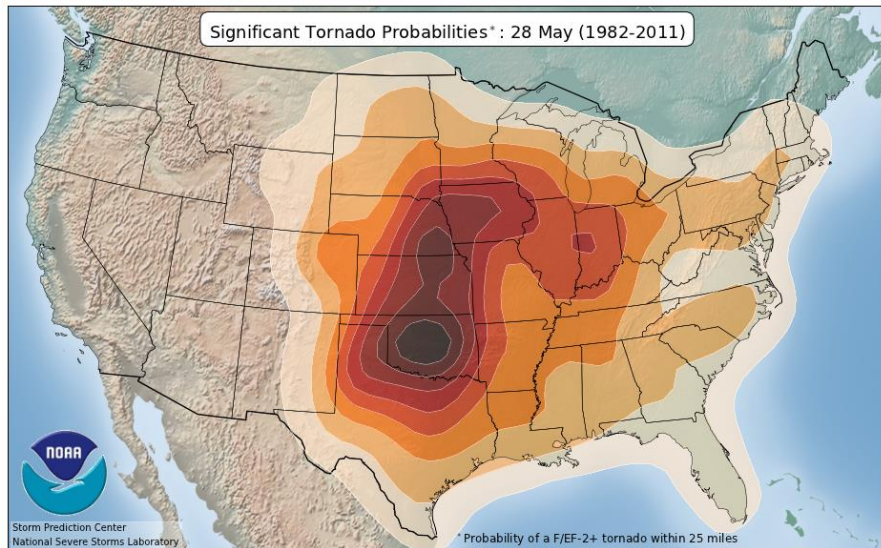 Significant Tornado Probabilities* : 28 May (1982-2011)
NOAA
Storm Prediction Center
National Severe Storms Laboratory
* Probability of a F/EF-2+ tornado within 25 miles